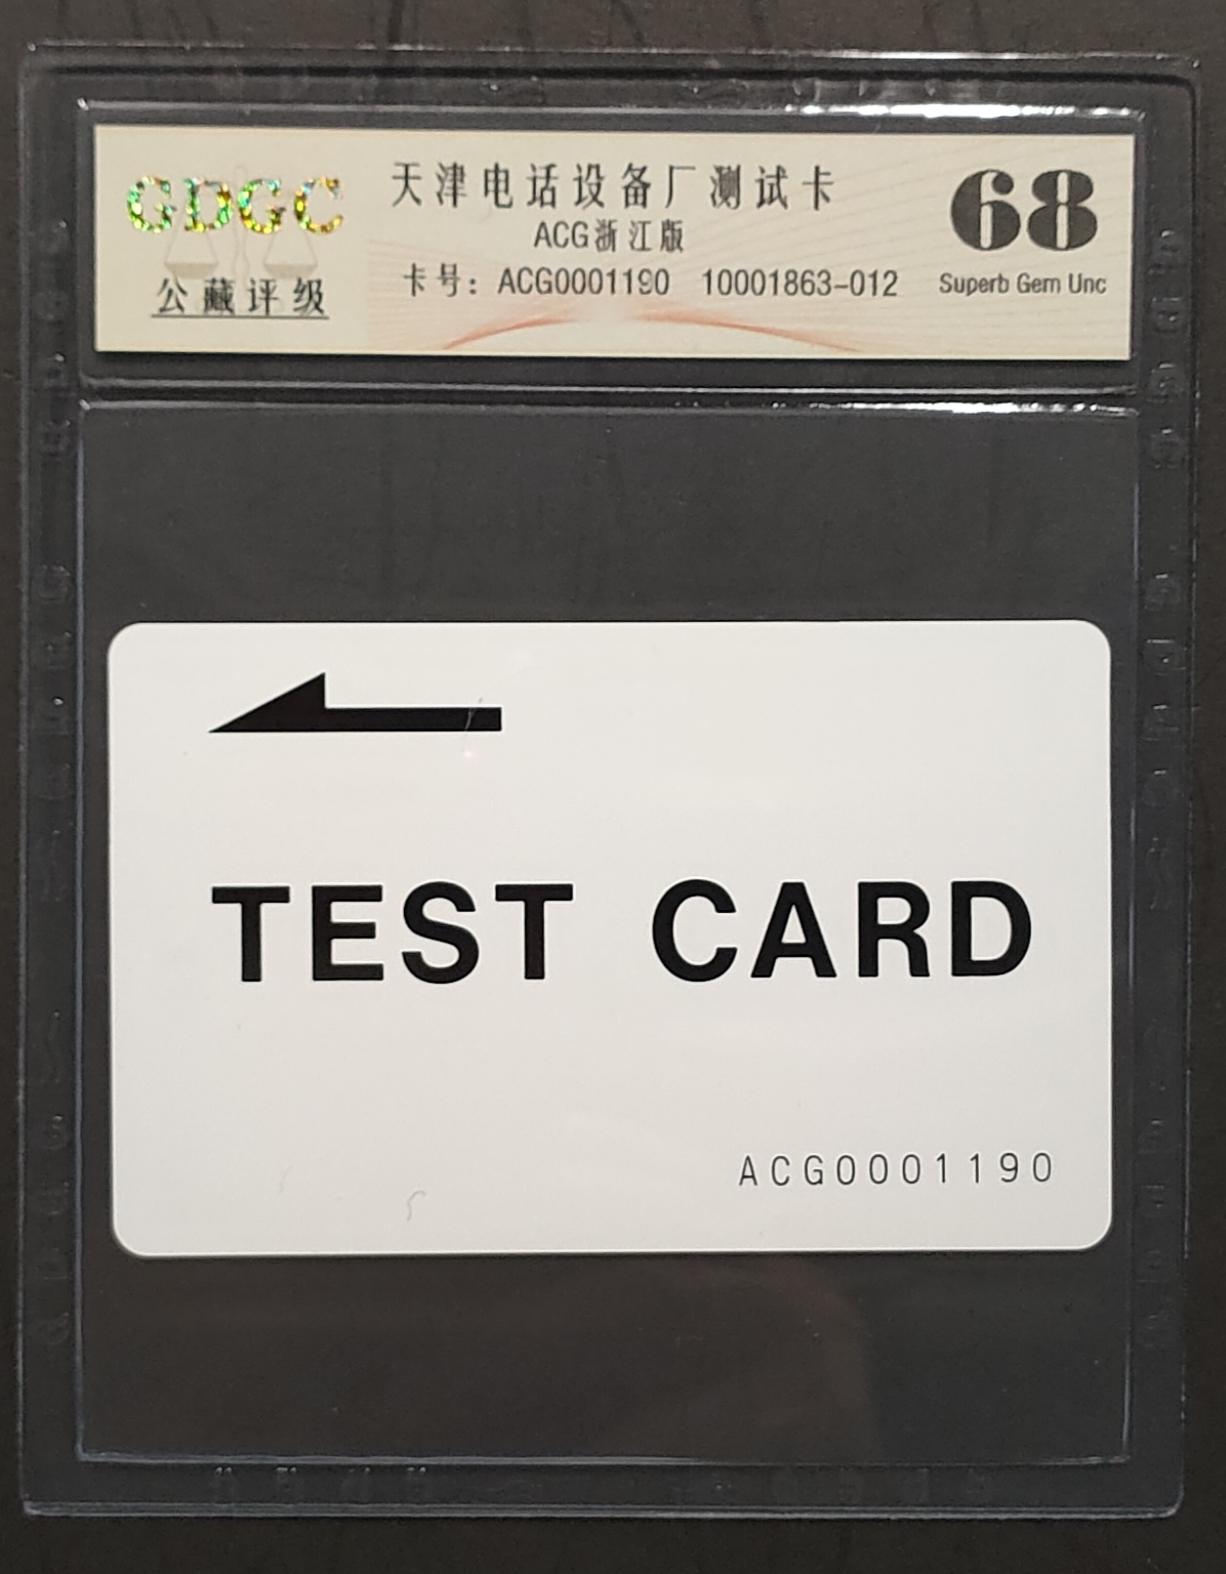 GDGC
公藏评级
天津电话设备厂测试卡
ACG浙江版
卡号：ACG0001190 10001863-012
68
Superb Gem Unc
TEST CARD
ACG0001190